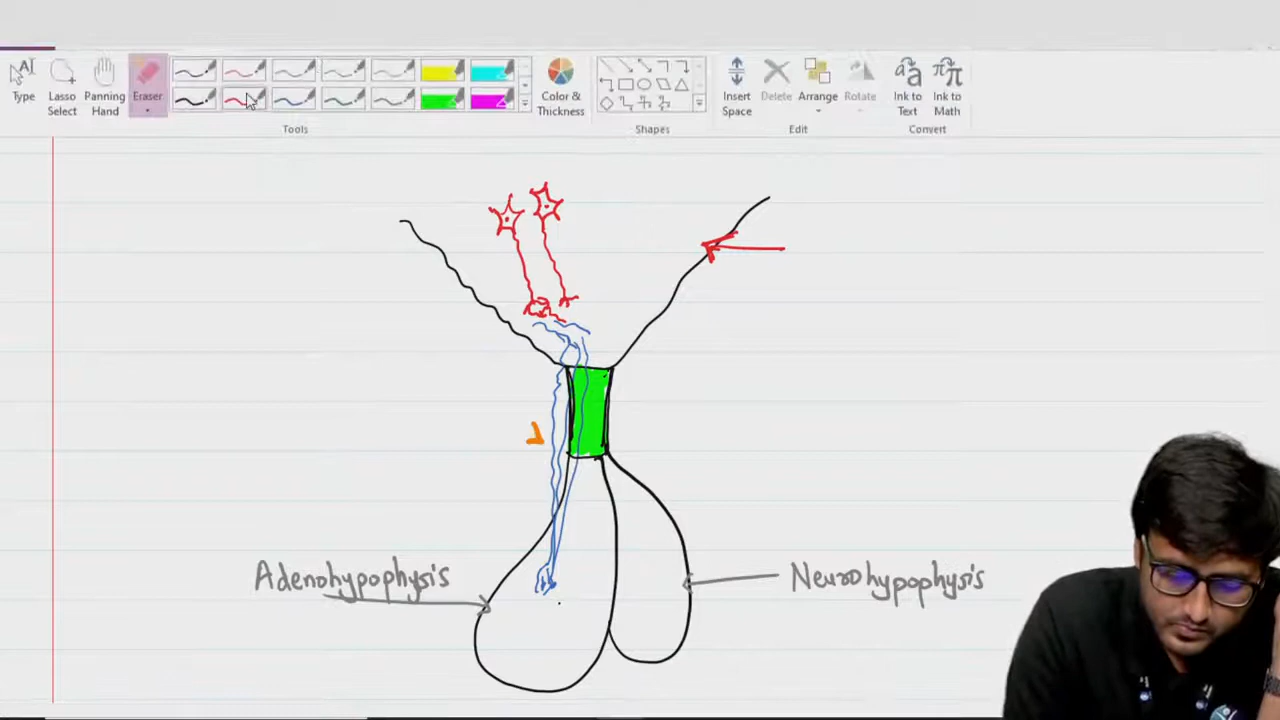 Type
Lasso
Select
Panning
Hand
Eraser
Color &
Thickness
Insert
Space
Delete
Arrange
Rotate
Ink to
Text
Ink to
Math
Tools
Shapes
Edit
Convert
Adenohypophysis
Neurohypophysis